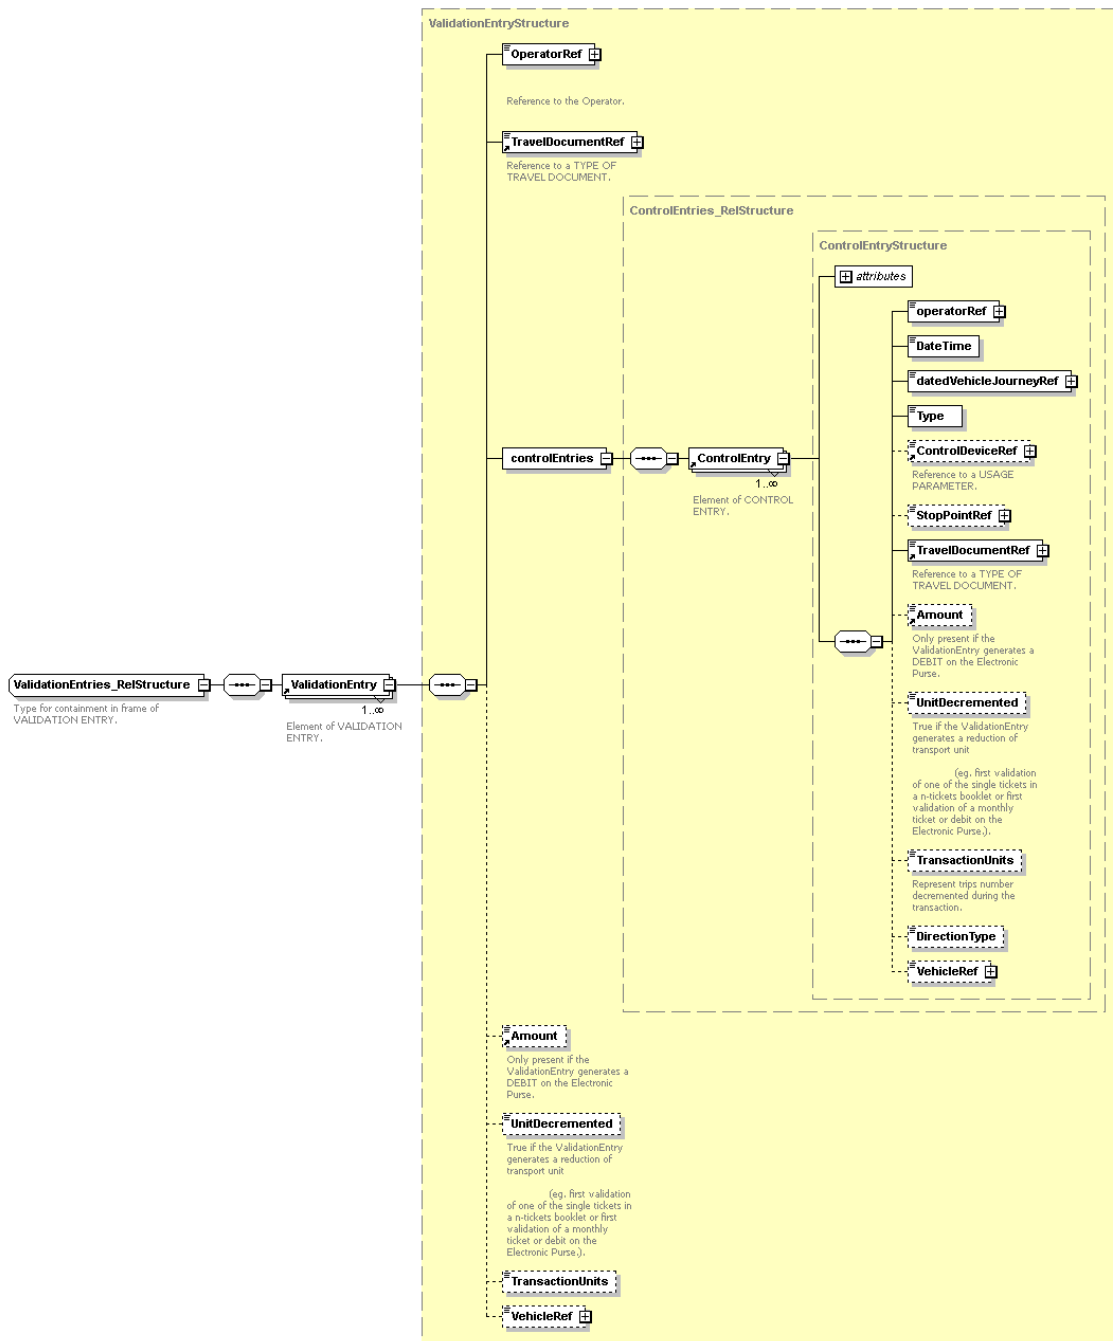 ValidationEntryStructure
OperatorRef
Reference to the Operator.
TravelDocumentRef
Reference to a TYPE OF
TRAVEL DOCUMENT.
ControlEntries_RelStructure
ControlEntryStructure
attributes
operatorRef
DateTime
datedVehicleJourneyRef
Type
controlEntries
ControlEntry
1..∞
Element of CONTROL
ENTRY.
ControlDeviceRef
Reference to a USAGE
PARAMETER.
StopPointRef
TravelDocumentRef
Reference to a TYPE OF
TRAVEL DOCUMENT.
Amount
Only present if the
ValidationEntry generates a
DEBIT on the Electronic
Purse.
ValidationEntries_RelStructure
Type for containment in frame of
VALIDATION ENTRY.
ValidationEntry
1..∞
Element of VALIDATION
ENTRY.
UnitDecremented
True if the ValidationEntry
generates a reduction of
transport unit
(eg. first validation
of one of the single tickets in
a n-tickets booklet or first
validation of a monthly
ticket or debit on the
Electronic Purse.).
TransactionUnits
Represent trips number
decremented during the
transaction.
DirectionType
VehicleRef
Amount
Only present if the
ValidationEntry generates a
DEBIT on the Electronic
Purse.
UnitDecremented
True if the ValidationEntry
generates a reduction of
transport unit
(eg. first validation
of one of the single tickets in
a n-tickets booklet or first
validation of a monthly
ticket or debit on the
Electronic Purse.).
TransactionUnits
VehicleRef